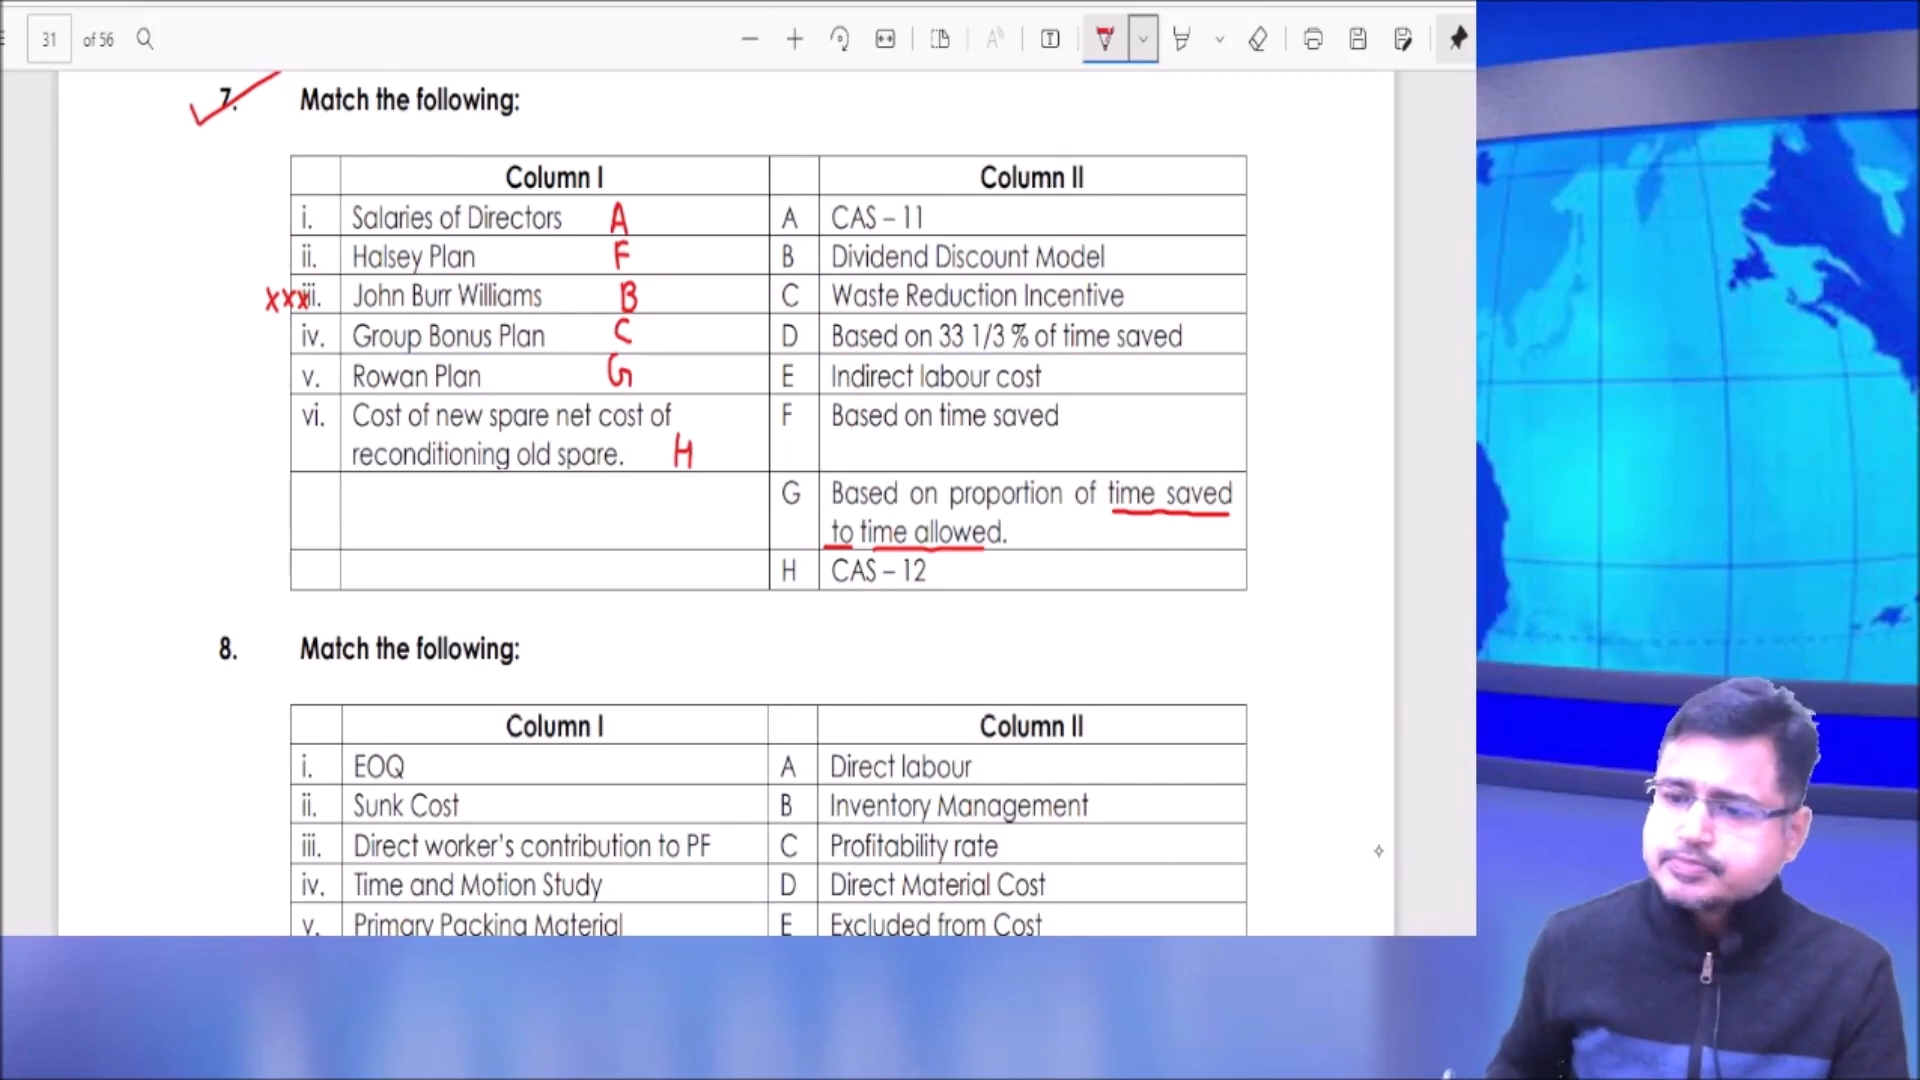 31 of 56
7. Match the following:
Column I Column II
i. Salaries of Directors A A CAS – 11
ii. Halsey Plan F B Dividend Discount Model
xxx iii. John Burr Williams B C Waste Reduction Incentive
iv. Group Bonus Plan C D Based on 33 1/3 % of time saved
v. Rowan Plan G E Indirect labour cost
vi. Cost of new spare net cost of F Based on time saved
reconditioning old spare. H
G Based on proportion of time saved
to time allowed.
H CAS – 12
8. Match the following:
Column I Column II
i. EOQ A Direct labour
ii. Sunk Cost B Inventory Management
iii. Direct worker's contribution to PF C Profitability rate
iv. Time and Motion Study D Direct Material Cost
v. Primary Packing Material E Excluded from Cost